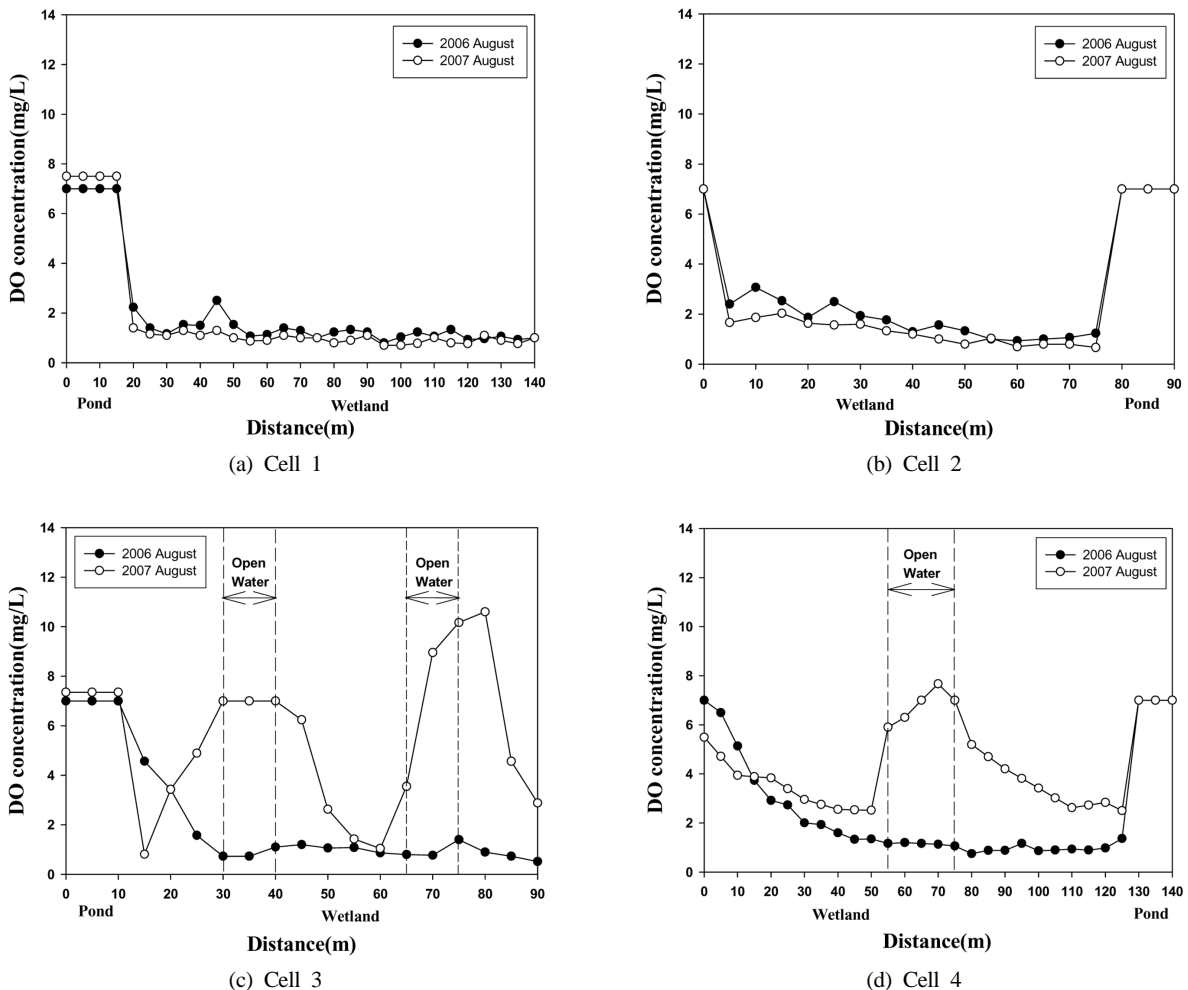 DO concentration(mg/L)
14
12
10
8
6
4
2
0
2006 August
2007 August
0 10 20 30 40 50 60 70 80 90 100 110 120 130 140
Pond Wetland
Distance(m)
(a) Cell 1
DO concentration(mg/L)
14
12
10
8
6
4
2
0
2006 August
2007 August
0 10 20 30 40 50 60 70 80 90
Wetland Pond
Distance(m)
(b) Cell 2
DO concentration(mg/L)
14
12
10
8
6
4
2
0
2006 August
2007 August
Open
Water
Open
Water
0 10 20 30 40 50 60 70 80 90
Pond Wetland
Distance(m)
(c) Cell 3
DO concentration(mg/L)
14
12
10
8
6
4
2
0
2006 August
2007 August
Open
Water
0 10 20 30 40 50 60 70 80 90 100 110 120 130 140
Wetland Pond
Distance(m)
(d) Cell 4